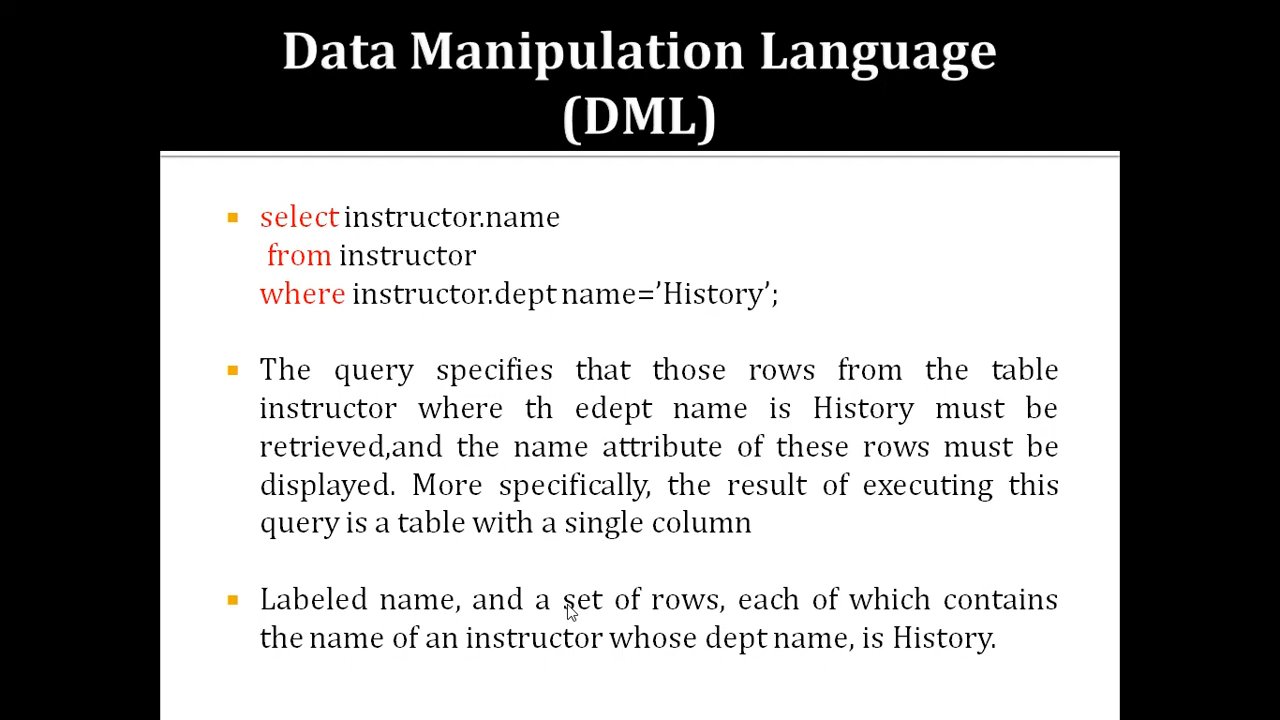 Data Manipulation Language
(DML)
select instructor.name
from instructor
where instructor.dept name=’History’;
The query specifies that those rows from the table
instructor where th edept name is History must be
retrieved,and the name attribute of these rows must be
displayed. More specifically, the result of executing this
query is a table with a single column
Labeled name, and a set of rows, each of which contains
the name of an instructor whose dept name, is History.